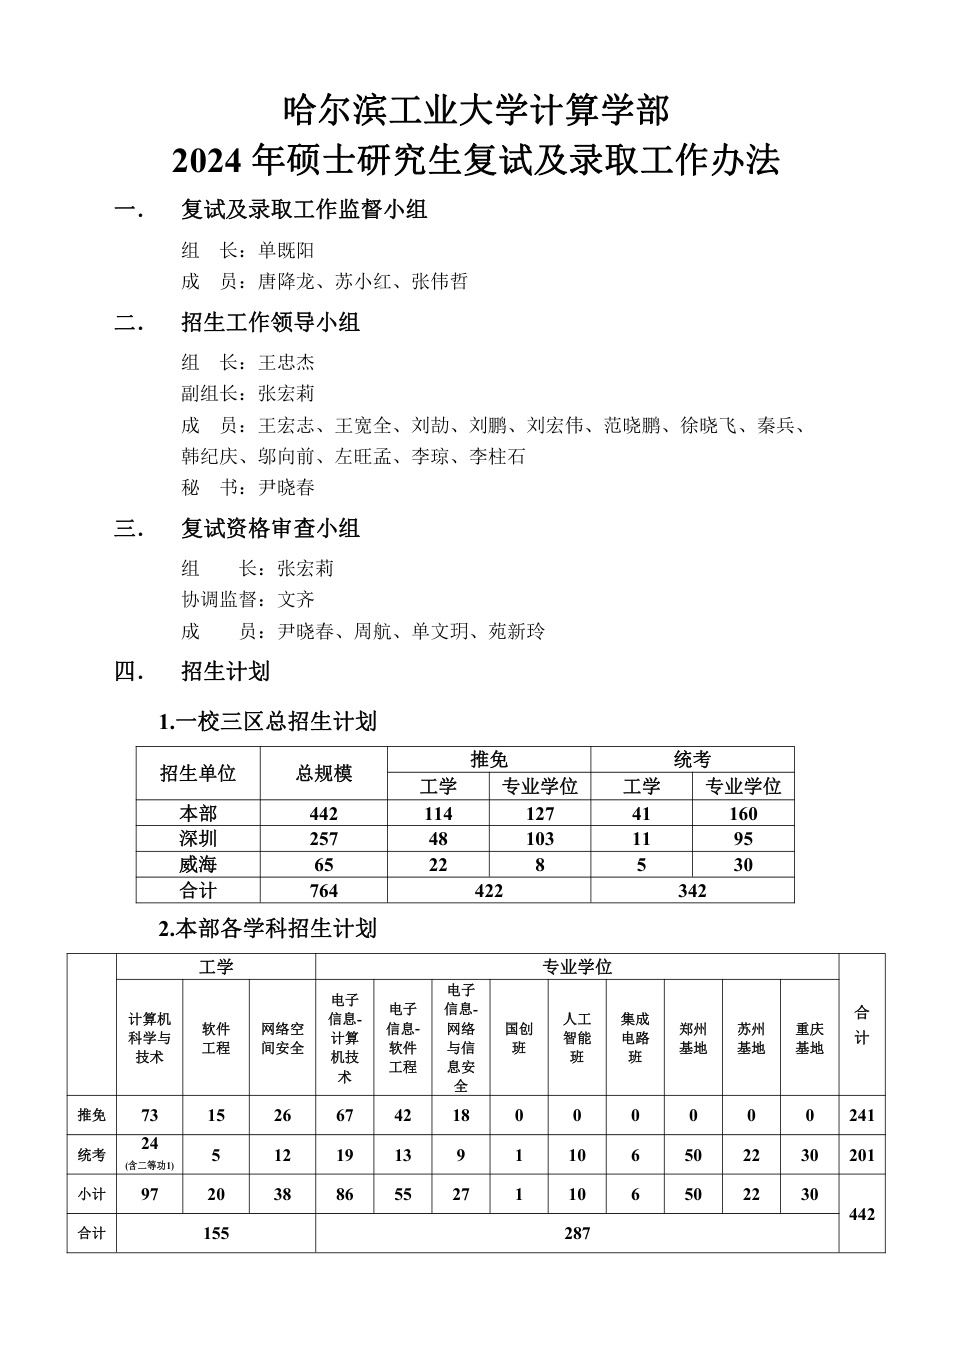 哈尔滨工业大学计算学部
2024 年硕士研究生复试及录取工作办法
一． 复试及录取工作监督小组
组 长：单既阳
成 员：唐降龙、苏小红、张伟哲
二． 招生工作领导小组
组 长：王忠杰
副组长：张宏莉
成 员：王宏志、王宽全、刘劼、刘鹏、刘宏伟、范晓鹏、徐晓飞、秦兵、
韩纪庆、邬向前、左旺孟、李琼、李柱石
秘 书：尹晓春
三． 复试资格审查小组
组 长：张宏莉
协调监督：文齐
成 员：尹晓春、周航、单文玥、苑新玲
四． 招生计划
1.一校三区总招生计划
招生单位 总规模 推免 统考
工学 专业学位 工学 专业学位
本部 442 114 127 41 160
深圳 257 48 103 11 95
威海 65 22 8 5 30
合计 764 422 342
2.本部各学科招生计划
工学 专业学位 合计
计算机科学与技术 软件工程 网络空间安全 电子信息-计算机技术 电子信息-软件工程 电子信息-网络与信息安全 国创班 人工智能班 集成电路班 郑州基地 苏州基地 重庆基地
推免 73 15 26 67 42 18 0 0 0 0 0 0 241
统考 24 (含二等功1) 5 12 19 13 9 1 10 6 50 22 30 201
小计 97 20 38 86 55 27 1 10 6 50 22 30 442
合计 155 287